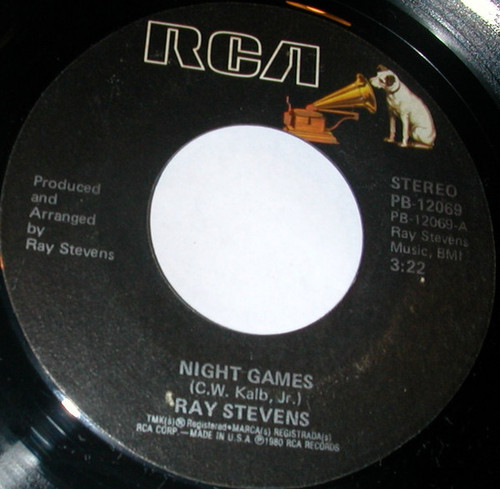 RCA
STEREO
PB-12069
PB-12069-A
Ray Stevens
Music, BMI
3:22
Produced
and
Arranged
by
Ray Stevens
NIGHT GAMES
(C.W. Kalb, Jr.)
RAY STEVENS
TMK(s) ® Registered • MARCA(s) REGISTRADA(s)
RCA CORP.—MADE IN U.S.A ℗1980 RCA RECORDS